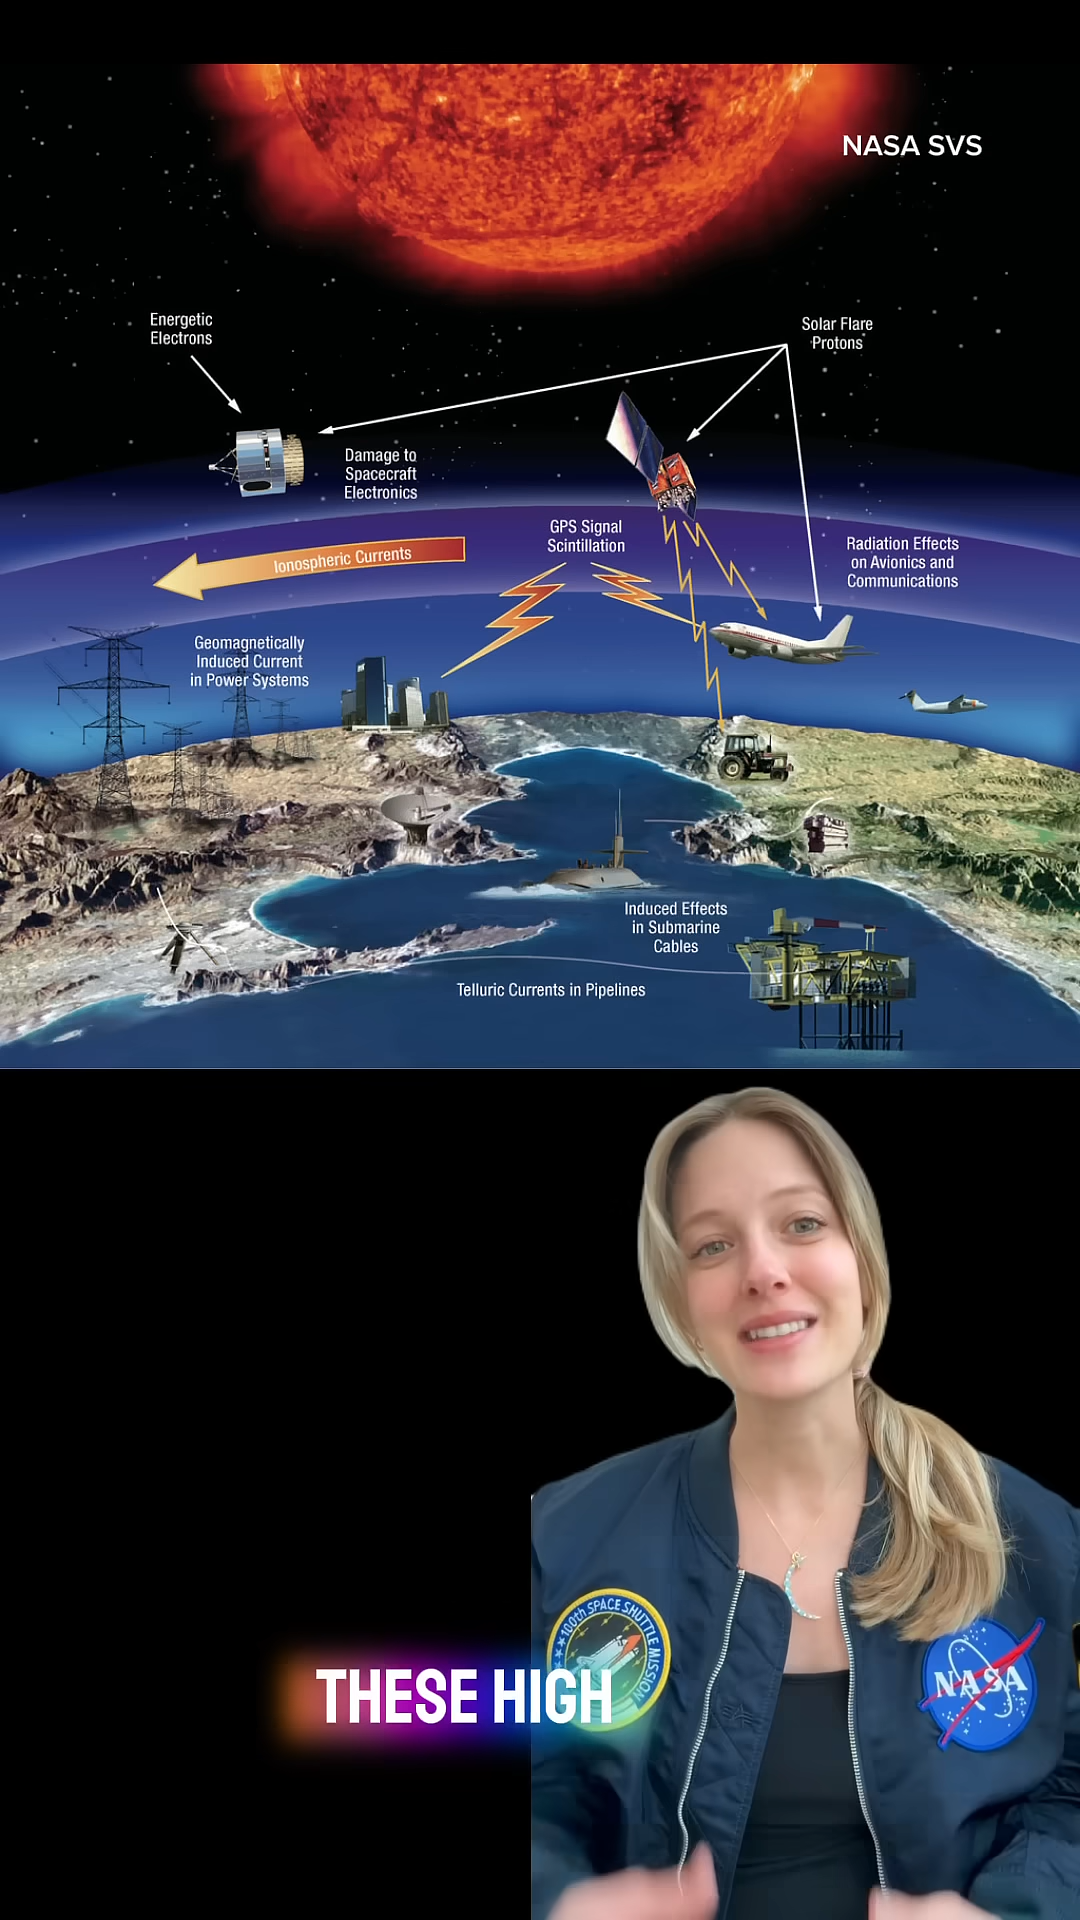 NASA SVS
Energetic
Electrons
Solar Flare
Protons
Damage to
Spacecraft
Electronics
GPS Signal
Scintillation
Radiation Effects
on Avionics and
Communications
Ionospheric Currents
Geomagnetically
Induced Current
in Power Systems
Induced Effects
in Submarine
Cables
Telluric Currents in Pipelines
100th SPACE SHUTTLE MISSION
NASA
THESE HIGH